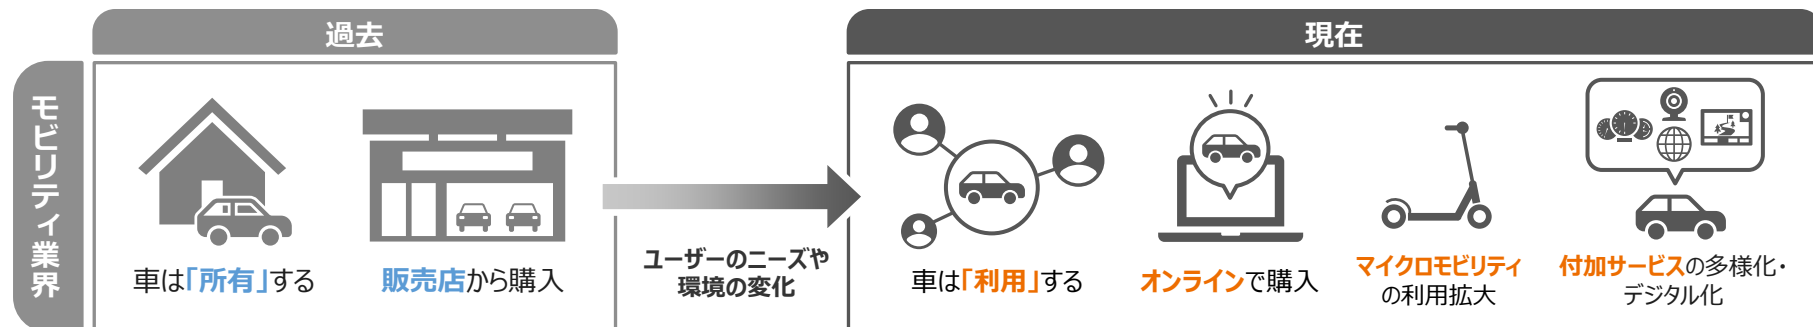 過去
現在
モビリティ業界
車は「所有」する
販売店から購入
ユーザーのニーズや
環境の変化
車は「利用」する
オンラインで購入
マイクロモビリティ
の利用拡大
付加サービスの多様化・
デジタル化